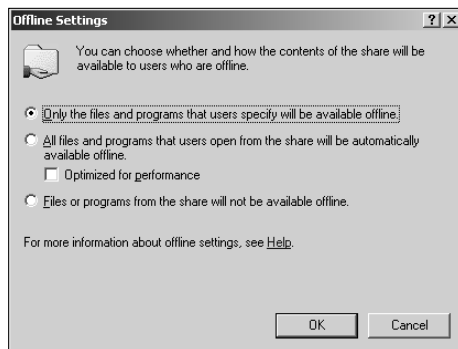 Offline Settings
You can choose whether and how the contents of the share will be
available to users who are offline.
Only the files and programs that users specify will be available offline.
All files and programs that users open from the share will be automatically
available offline.
Optimized for performance
Files or programs from the share will not be available offline.
For more information about offline settings, see Help.
OK Cancel